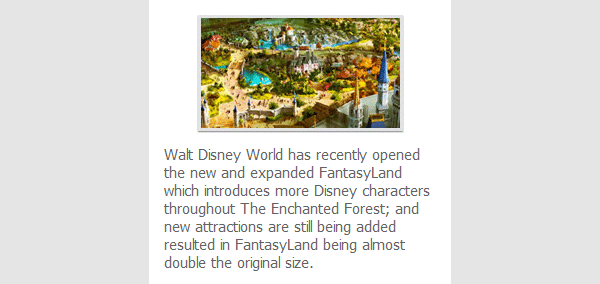 Walt Disney World has recently opened
the new and expanded FantasyLand
which introduces more Disney characters
throughout The Enchanted Forest; and
new attractions are still being added
resulted in FantasyLand being almost
double the original size.